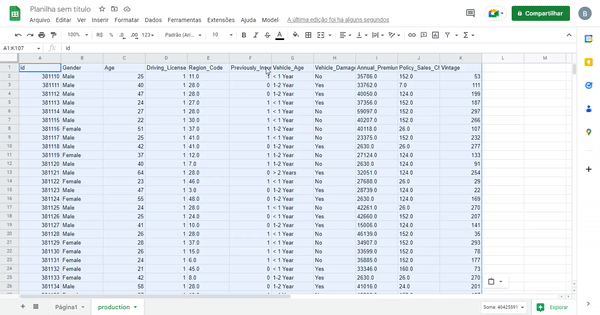 Planilha sem título
Arquivo Editar Ver Inserir Formatar Dados Ferramentas Extensões Ajuda Model A última edição foi há alguns segundos
Compartilhar
B
100% R$ % .0 .00 123 Padrão (Ari... 10 B I S A
A1:K107 id
A B C D E F G H I J K L M
1 id Gender Age Driving_License Region_Code Previously_Insu Vehicle_Age Vehicle_Damage Annual_Premium Policy_Sales_Ch Vintage
2 381110 Male 25 1 11.0 1 < 1 Year No 35786.0 152.0 53
3 381111 Male 40 1 28.0 0 1-2 Year Yes 33762.0 7.0 111
4 381112 Male 47 1 28.0 0 1-2 Year Yes 40050.0 124.0 199
5 381113 Male 24 1 27.0 1 < 1 Year Yes 37356.0 152.0 187
6 381114 Male 27 1 28.0 1 < 1 Year No 59097.0 152.0 297
7 381115 Male 22 1 30.0 1 < 1 Year No 40207.0 152.0 266
8 381116 Female 51 1 37.0 1 1-2 Year No 40118.0 26.0 107
9 381117 Male 25 1 41.0 1 < 1 Year No 23375.0 152.0 232
10 381118 Male 42 1 41.0 0 1-2 Year Yes 2630.0 26.0 277
11 381119 Female 37 1 12.0 1 1-2 Year No 27124.0 124.0 133
12 381120 Male 40 1 7.0 1 1-2 Year No 2630.0 124.0 91
13 381121 Male 64 1 28.0 0 > 2 Years Yes 32051.0 124.0 254
14 381122 Female 23 1 46.0 1 < 1 Year No 27688.0 26.0 29
15 381123 Male 47 1 3.0 0 1-2 Year Yes 28739.0 124.0 22
16 381124 Female 55 1 48.0 0 1-2 Year Yes 2630.0 124.0 169
17 381125 Male 24 1 28.0 1 < 1 Year No 42261.0 26.0 270
18 381126 Male 25 1 24.0 0 < 1 Year Yes 42660.0 152.0 207
19 381127 Male 41 1 10.0 0 1-2 Year Yes 15006.0 124.0 141
20 381128 Male 26 1 28.0 1 < 1 Year No 46139.0 152.0 35
21 381129 Female 28 1 37.0 1 < 1 Year No 34907.0 152.0 293
22 381130 Female 26 1 15.0 1 < 1 Year No 33599.0 152.0 78
23 381131 Female 24 1 6.0 1 < 1 Year No 35885.0 152.0 177
24 381132 Female 21 1 45.0 0 < 1 Year Yes 33346.0 160.0 73
25 381133 Female 42 1 8.0 0 1-2 Year Yes 2630.0 26.0 270
26 381134 Male 58 1 28.0 0 1-2 Year Yes 41016.0 24.0 201
Página1 production Soma: 40425591 Explorar